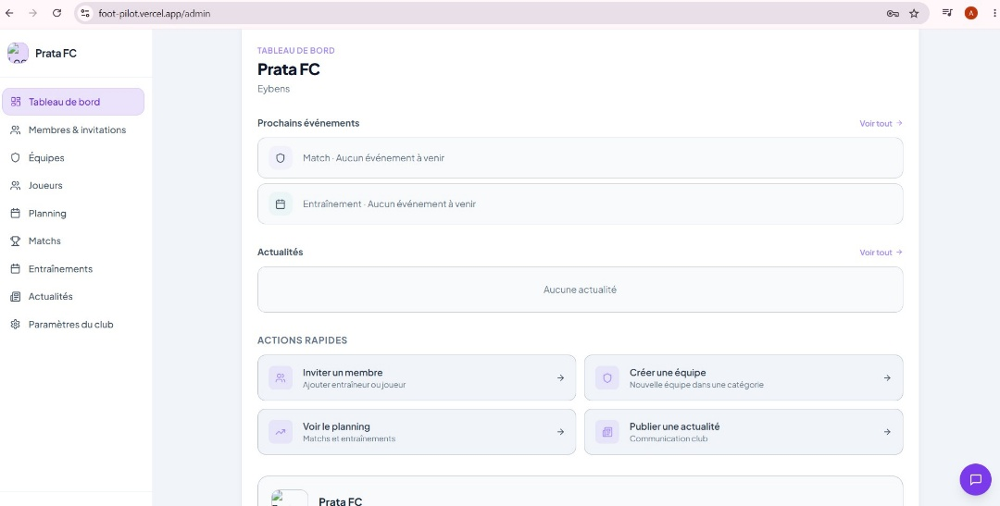 foot-pilot.vercel.app/admin
A
Prata FC
Tableau de bord
Membres & invitations
Équipes
Joueurs
Planning
Matchs
Entraînements
Actualités
Paramètres du club
TABLEAU DE BORD
Prata FC
Eybens
Prochains événements
Voir tout →
Match · Aucun événement à venir
Entraînement · Aucun événement à venir
Actualités
Voir tout →
Aucune actualité
ACTIONS RAPIDES
Inviter un membre
Ajouter entraîneur ou joueur
Créer une équipe
Nouvelle équipe dans une catégorie
Voir le planning
Matchs et entraînements
Publier une actualité
Communication club
Prata FC